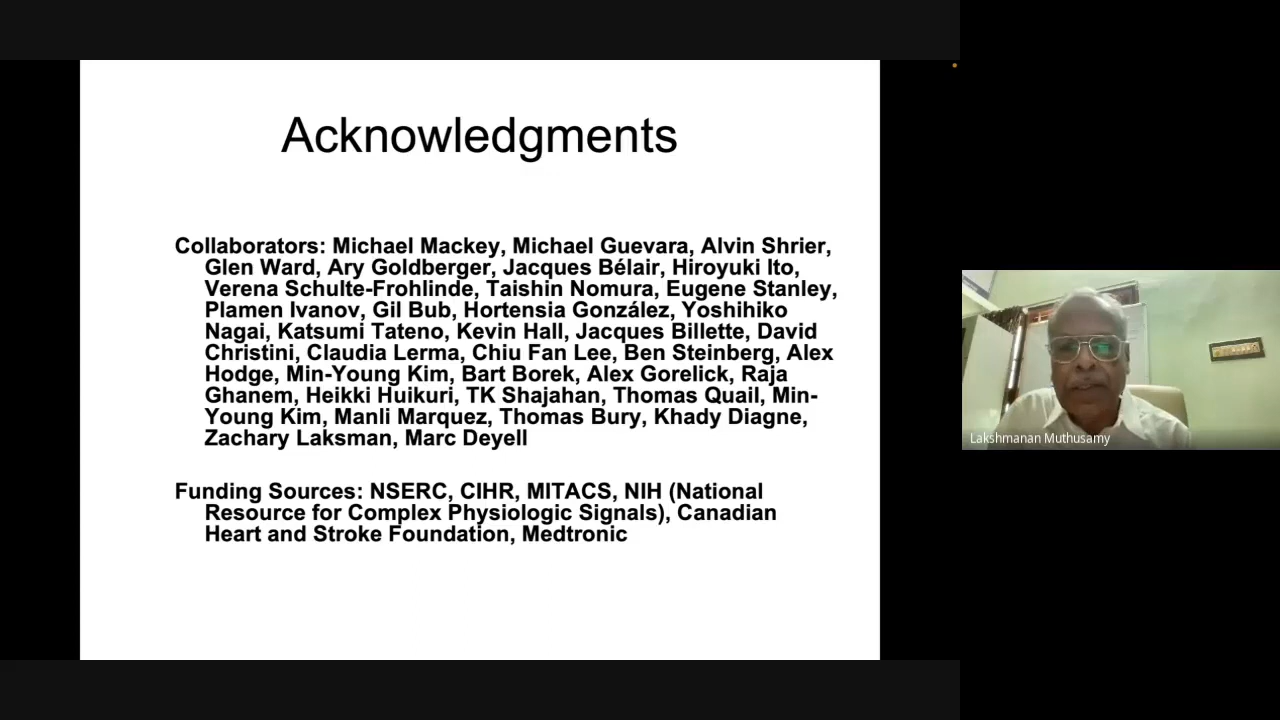 Acknowledgments
Collaborators: Michael Mackey, Michael Guevara, Alvin Shrier,
Glen Ward, Ary Goldberger, Jacques Bélair, Hiroyuki Ito,
Verena Schulte-Frohlinde, Taishin Nomura, Eugene Stanley,
Plamen Ivanov, Gil Bub, Hortensia González, Yoshihiko
Nagai, Katsumi Tateno, Kevin Hall, Jacques Billette, David
Christini, Claudia Lerma, Chiu Fan Lee, Ben Steinberg, Alex
Hodge, Min-Young Kim, Bart Borek, Alex Gorelick, Raja
Ghanem, Heikki Huikuri, TK Shajahan, Thomas Quail, Min-
Young Kim, Manli Marquez, Thomas Bury, Khady Diagne,
Zachary Laksman, Marc Deyell
Funding Sources: NSERC, CIHR, MITACS, NIH (National
Resource for Complex Physiologic Signals), Canadian
Heart and Stroke Foundation, Medtronic
Lakshmanan Muthusamy